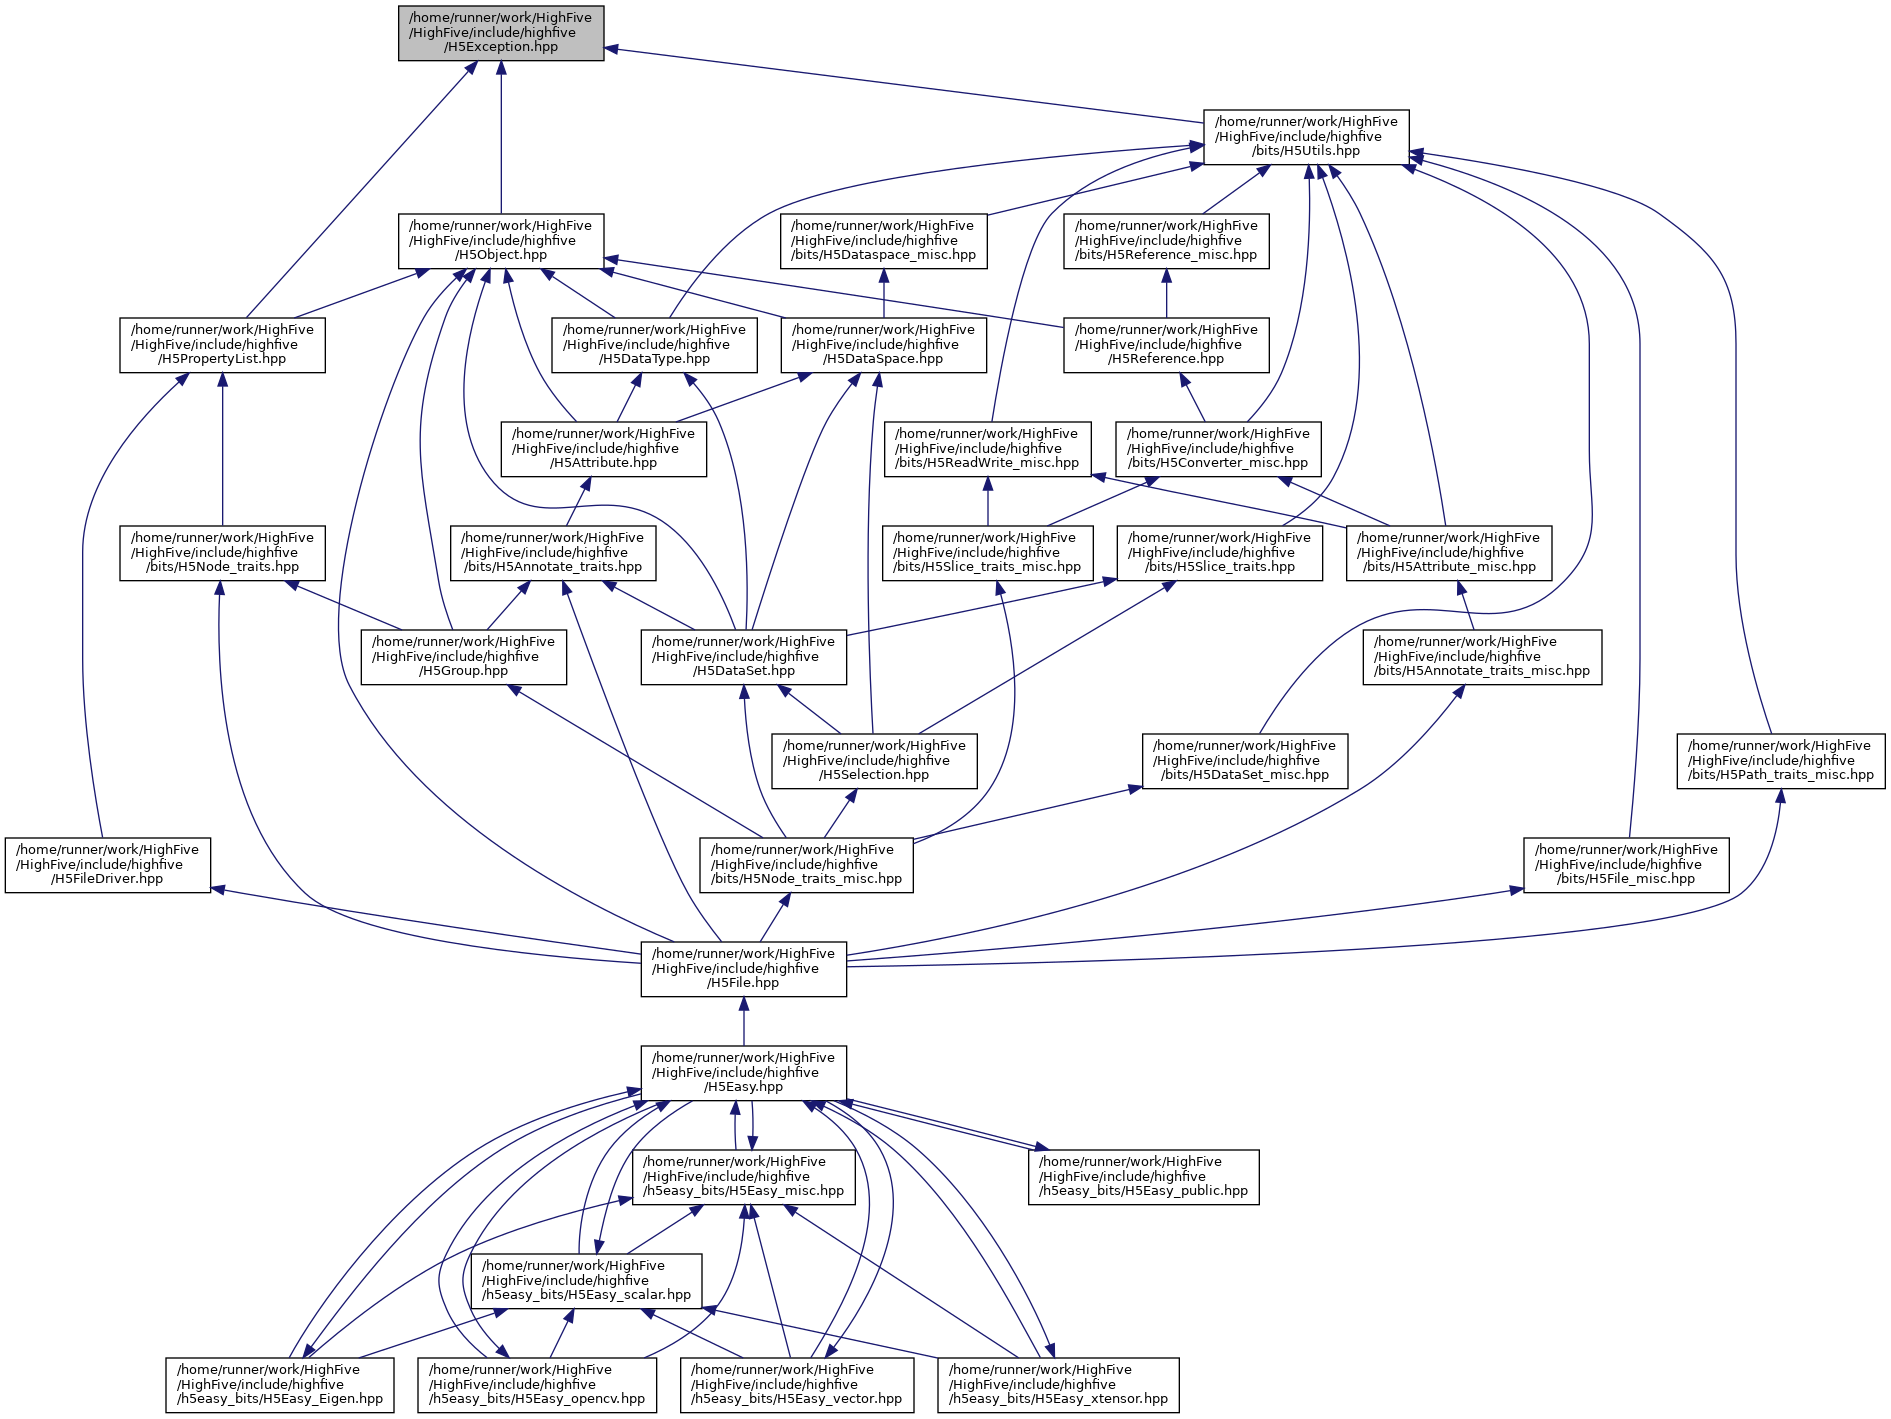 /home/runner/work/HighFive
/HighFive/include/highfive
/H5Exception.hpp
/home/runner/work/HighFive
/HighFive/include/highfive
/bits/H5Utils.hpp
/home/runner/work/HighFive
/HighFive/include/highfive
/H5Object.hpp
/home/runner/work/HighFive
/HighFive/include/highfive
/bits/H5Dataspace_misc.hpp
/home/runner/work/HighFive
/HighFive/include/highfive
/bits/H5Reference_misc.hpp
/home/runner/work/HighFive
/HighFive/include/highfive
/H5PropertyList.hpp
/home/runner/work/HighFive
/HighFive/include/highfive
/H5DataType.hpp
/home/runner/work/HighFive
/HighFive/include/highfive
/H5DataSpace.hpp
/home/runner/work/HighFive
/HighFive/include/highfive
/H5Reference.hpp
/home/runner/work/HighFive
/HighFive/include/highfive
/H5Attribute.hpp
/home/runner/work/HighFive
/HighFive/include/highfive
/bits/H5ReadWrite_misc.hpp
/home/runner/work/HighFive
/HighFive/include/highfive
/bits/H5Converter_misc.hpp
/home/runner/work/HighFive
/HighFive/include/highfive
/bits/H5Node_traits.hpp
/home/runner/work/HighFive
/HighFive/include/highfive
/bits/H5Annotate_traits.hpp
/home/runner/work/HighFive
/HighFive/include/highfive
/bits/H5Slice_traits_misc.hpp
/home/runner/work/HighFive
/HighFive/include/highfive
/bits/H5Slice_traits.hpp
/home/runner/work/HighFive
/HighFive/include/highfive
/bits/H5Attribute_misc.hpp
/home/runner/work/HighFive
/HighFive/include/highfive
/H5Group.hpp
/home/runner/work/HighFive
/HighFive/include/highfive
/H5DataSet.hpp
/home/runner/work/HighFive
/HighFive/include/highfive
/bits/H5Annotate_traits_misc.hpp
/home/runner/work/HighFive
/HighFive/include/highfive
/H5Selection.hpp
/home/runner/work/HighFive
/HighFive/include/highfive
/bits/H5DataSet_misc.hpp
/home/runner/work/HighFive
/HighFive/include/highfive
/bits/H5Path_traits_misc.hpp
/home/runner/work/HighFive
/HighFive/include/highfive
/H5FileDriver.hpp
/home/runner/work/HighFive
/HighFive/include/highfive
/bits/H5Node_traits_misc.hpp
/home/runner/work/HighFive
/HighFive/include/highfive
/bits/H5File_misc.hpp
/home/runner/work/HighFive
/HighFive/include/highfive
/H5File.hpp
/home/runner/work/HighFive
/HighFive/include/highfive
/H5Easy.hpp
/home/runner/work/HighFive
/HighFive/include/highfive
/h5easy_bits/H5Easy_misc.hpp
/home/runner/work/HighFive
/HighFive/include/highfive
/h5easy_bits/H5Easy_public.hpp
/home/runner/work/HighFive
/HighFive/include/highfive
/h5easy_bits/H5Easy_scalar.hpp
/home/runner/work/HighFive
/HighFive/include/highfive
/h5easy_bits/H5Easy_Eigen.hpp
/home/runner/work/HighFive
/HighFive/include/highfive
/h5easy_bits/H5Easy_opencv.hpp
/home/runner/work/HighFive
/HighFive/include/highfive
/h5easy_bits/H5Easy_vector.hpp
/home/runner/work/HighFive
/HighFive/include/highfive
/h5easy_bits/H5Easy_xtensor.hpp